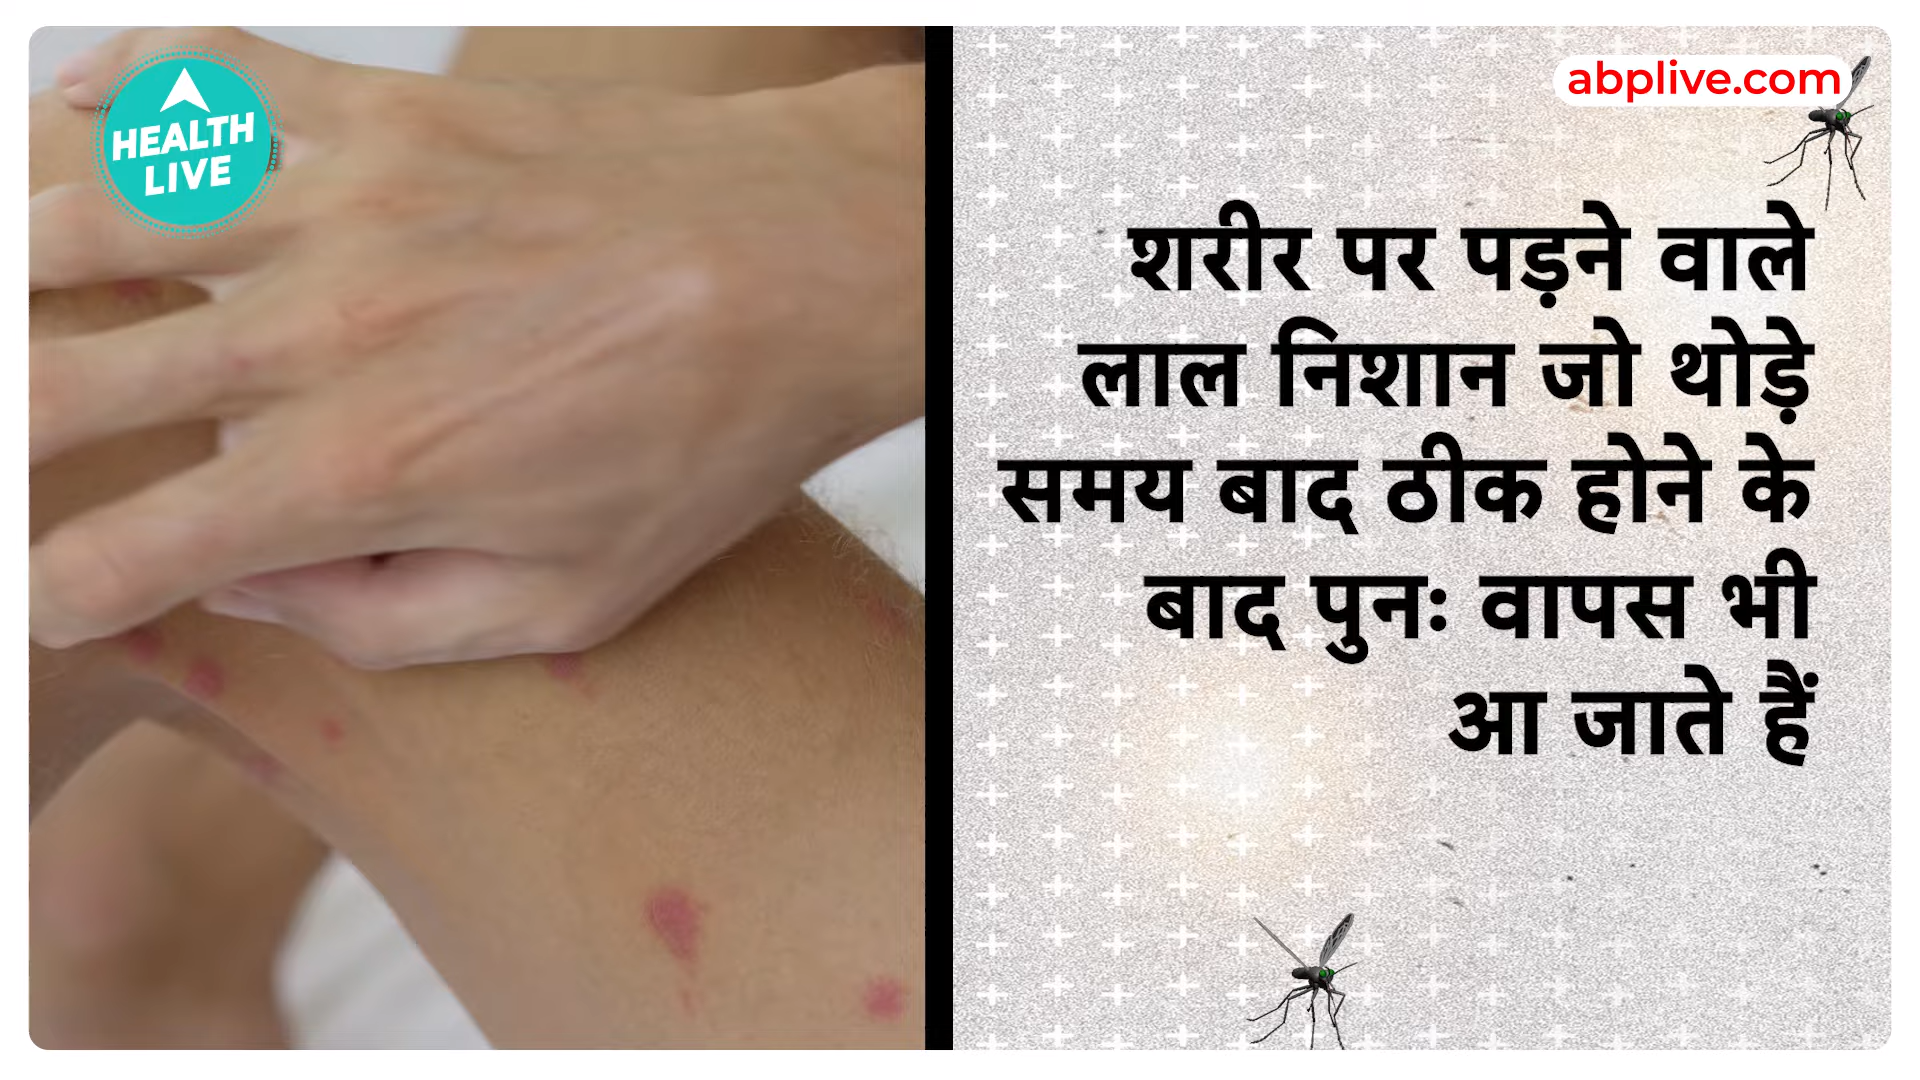 HEALTH
LIVE
abplive.com
शरीर पर पड़ने वाले
लाल निशान जो थोड़े
समय बाद ठीक होने के
बाद पुनः वापस भी
आ जाते हैं